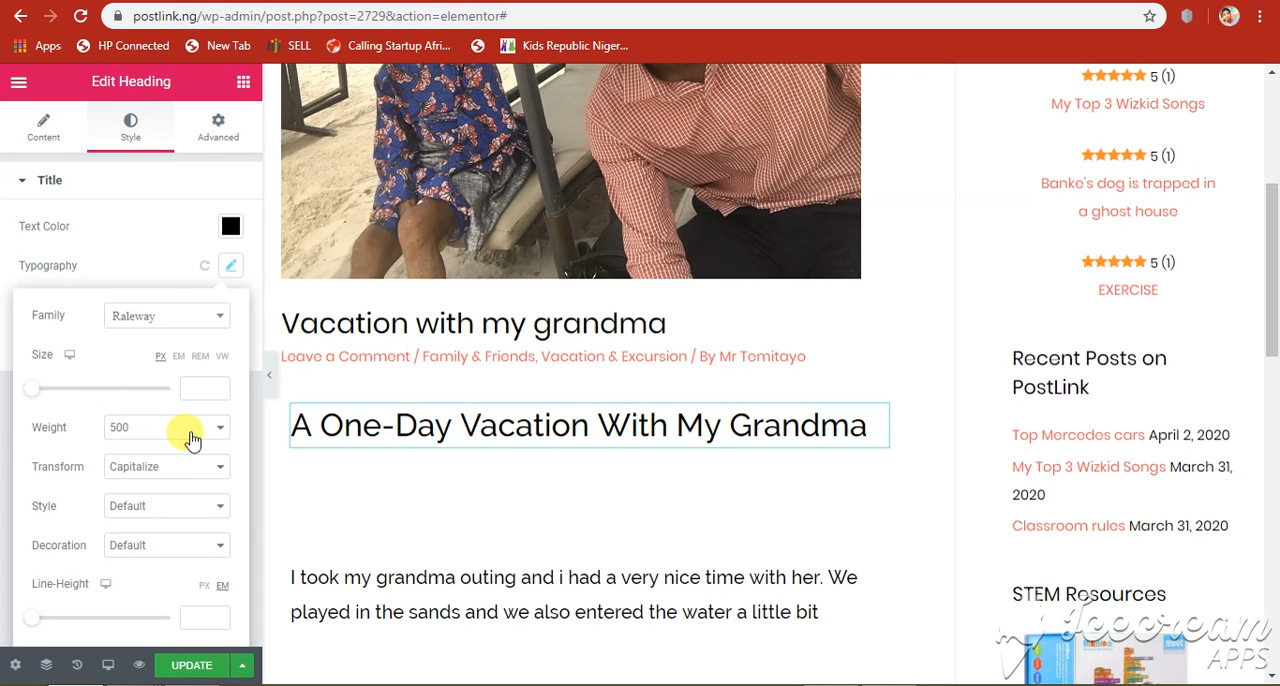 postlink.ng/wp-admin/post.php?post=2729&action=elementor#
Apps HP Connected New Tab SELL Calling Startup Afri... Kids Republic Niger...
Edit Heading
Content Style Advanced
Title
Text Color
Typography
Family Raleway
Size PX EM REM VW
Weight 500
Transform Capitalize
Style Default
Decoration Default
Line-Height PX EM
UPDATE
Vacation with my grandma
Leave a Comment / Family & Friends, Vacation & Excursion / By Mr Temitayo
A One-Day Vacation With My Grandma
I took my grandma outing and i had a very nice time with her. We
played in the sands and we also entered the water a little bit
5 (1)
My Top 3 Wizkid Songs
5 (1)
Banke's dog is trapped in
a ghost house
5 (1)
EXERCISE
Recent Posts on
PostLink
Top Mercedes cars April 2, 2020
My Top 3 Wizkid Songs March 31,
2020
Classroom rules March 31, 2020
STEM Resources
Icecream
APPS